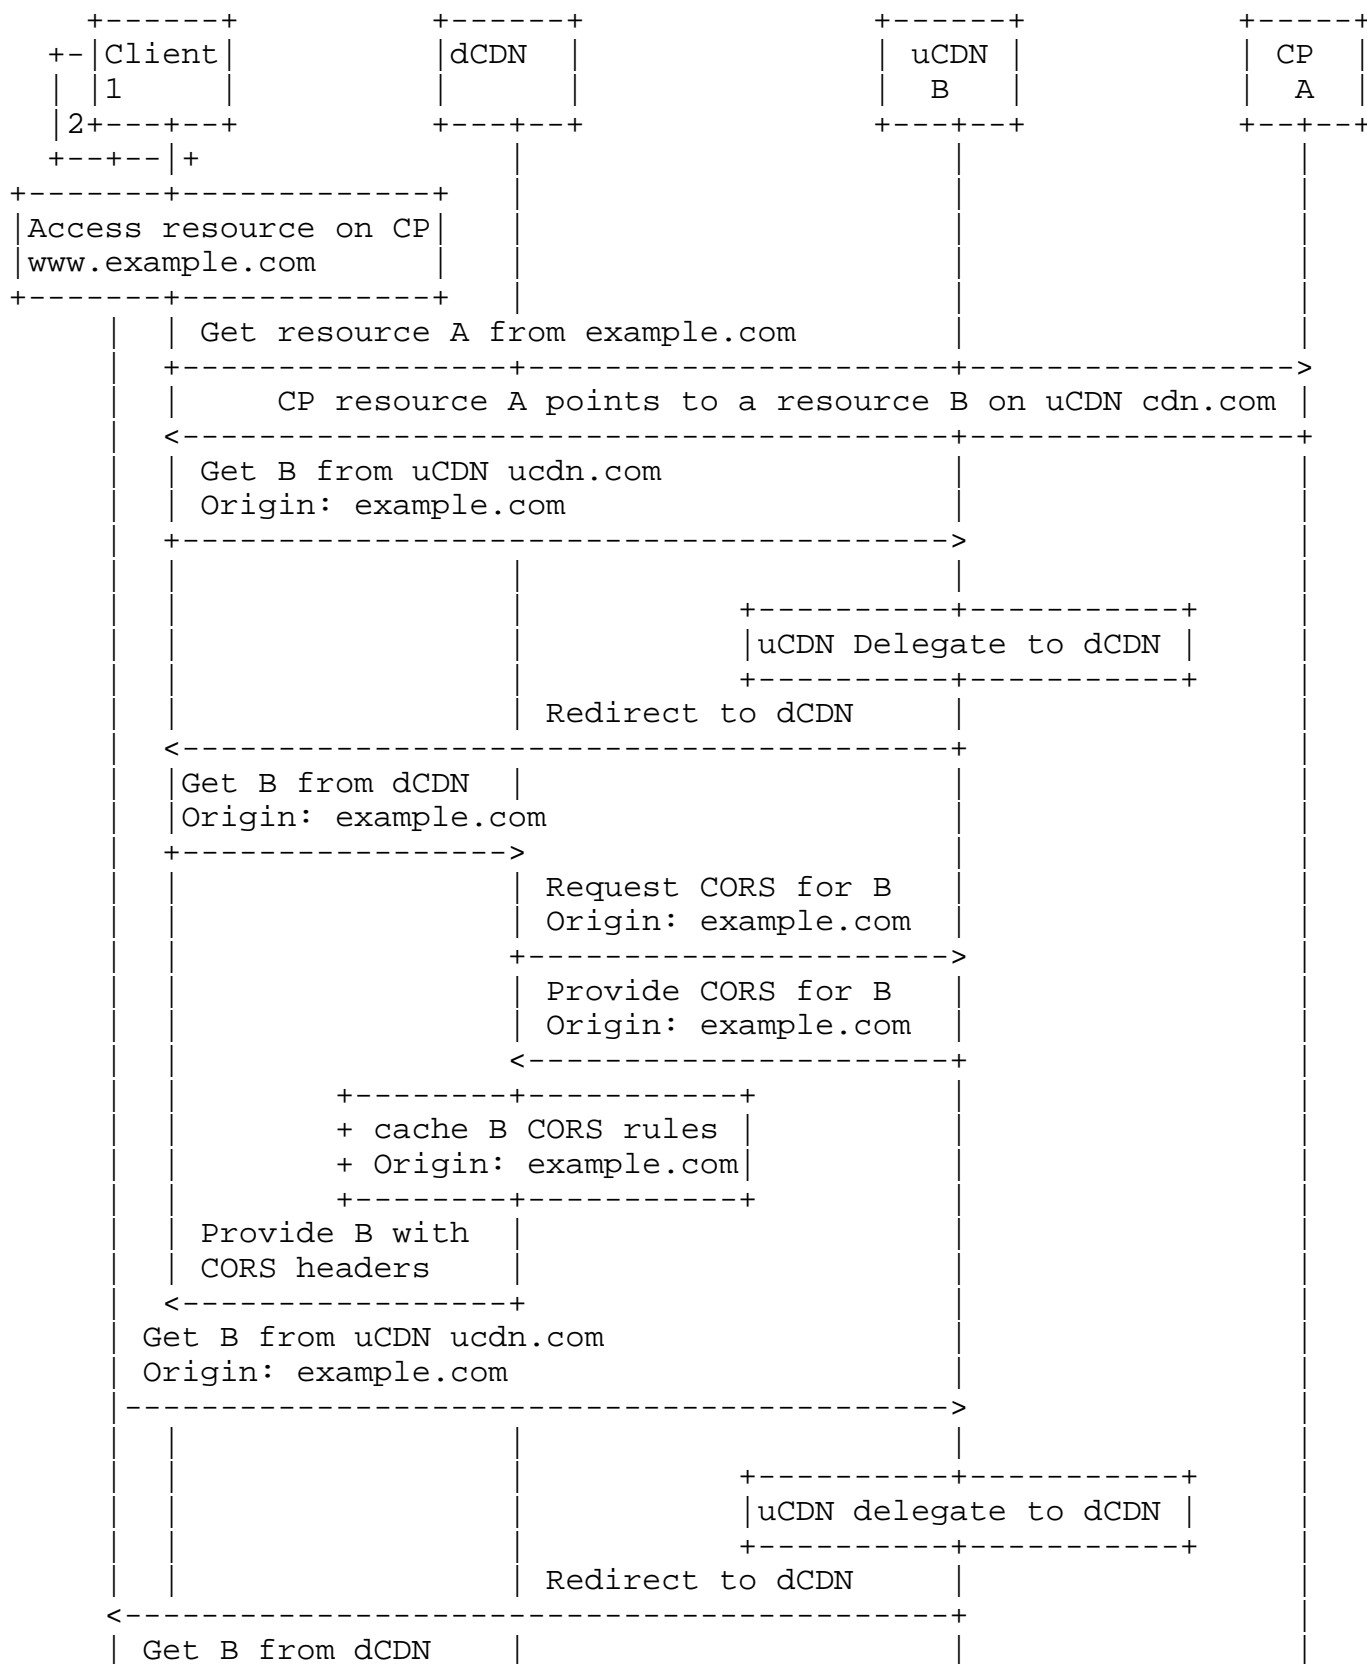 Client dCDN uCDN CP
1 B A
2
Access resource on CP
www.example.com
Get resource A from example.com
CP resource A points to a resource B on uCDN cdn.com
Get B from uCDN ucdn.com
Origin: example.com
uCDN Delegate to dCDN
Redirect to dCDN
Get B from dCDN
Origin: example.com
Request CORS for B
Origin: example.com
Provide CORS for B
Origin: example.com
cache B CORS rules
Origin: example.com
Provide B with
CORS headers
Get B from uCDN ucdn.com
Origin: example.com
uCDN delegate to dCDN
Redirect to dCDN
Get B from dCDN